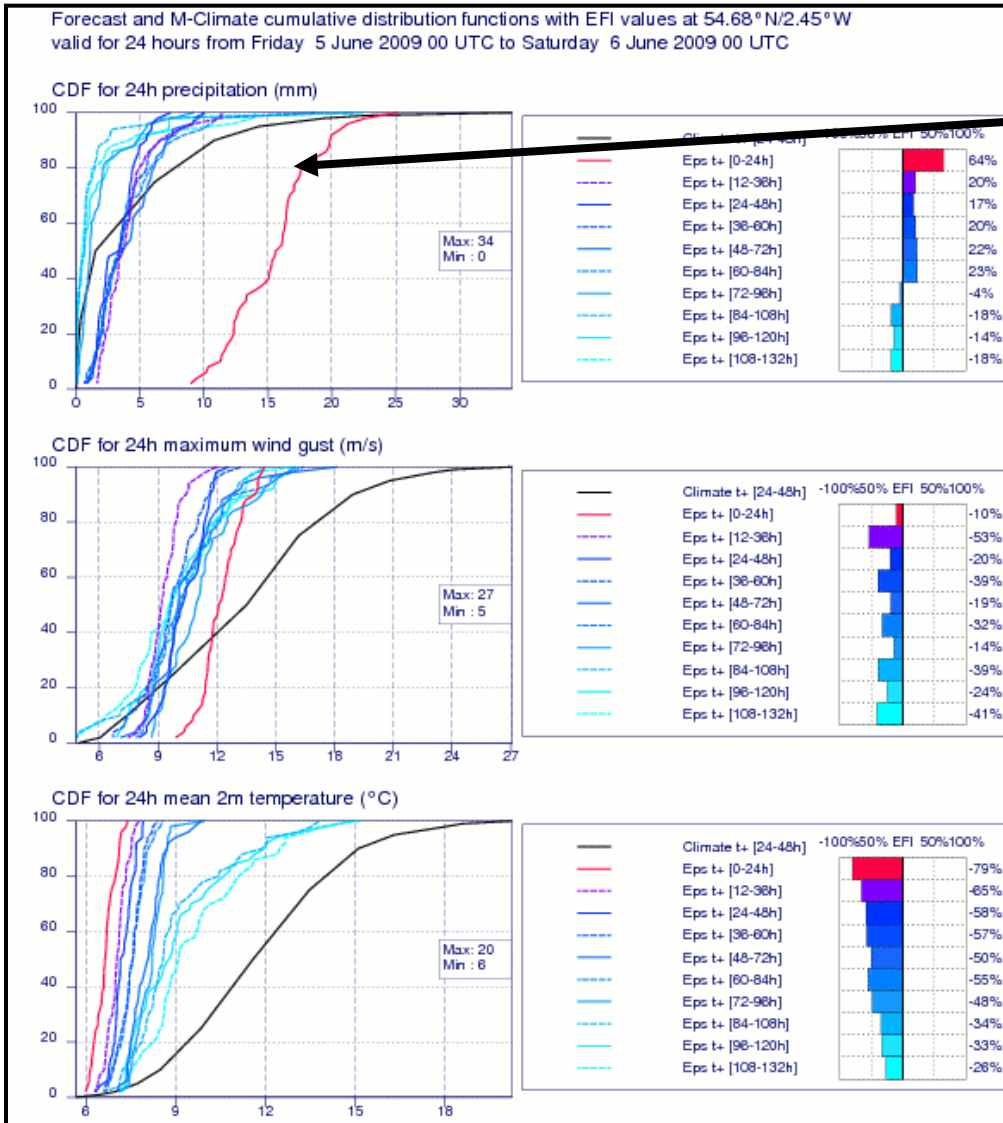 Forecast and M-Climate cumulative distribution functions with EFI values at 54.68°N/2.45°W
valid for 24 hours from Friday 5 June 2009 00 UTC to Saturday 6 June 2009 00 UTC
CDF for 24h precipitation (mm)
100
80
60
40
20
0
0 5 10 15 20 25 30
Max: 34
Min : 0
EFI 50%100%
Eps t+ [0-24h] 64%
Eps t+ [12-36h] 20%
Eps t+ [24-48h] 17%
Eps t+ [36-60h] 20%
Eps t+ [48-72h] 22%
Eps t+ [60-84h] 23%
Eps t+ [72-96h] -4%
Eps t+ [84-108h] -18%
Eps t+ [96-120h] -14%
Eps t+ [108-132h] -18%
CDF for 24h maximum wind gust (m/s)
100
80
60
40
20
0
6 9 12 15 18 21 24 27
Max: 27
Min : 5
Climate t+ [24-48h] -100%50% EFI 50%100%
Eps t+ [0-24h] -10%
Eps t+ [12-36h] -53%
Eps t+ [24-48h] -20%
Eps t+ [36-60h] -39%
Eps t+ [48-72h] -19%
Eps t+ [60-84h] -32%
Eps t+ [72-96h] -14%
Eps t+ [84-108h] -39%
Eps t+ [96-120h] -24%
Eps t+ [108-132h] -41%
CDF for 24h mean 2m temperature (°C)
100
80
60
40
20
0
6 9 12 15 18
Max: 20
Min : 6
Climate t+ [24-48h] -100%50% EFI 50%100%
Eps t+ [0-24h] -79%
Eps t+ [12-36h] -65%
Eps t+ [24-48h] -58%
Eps t+ [36-60h] -57%
Eps t+ [48-72h] -50%
Eps t+ [60-84h] -55%
Eps t+ [72-96h] -48%
Eps t+ [84-108h] -34%
Eps t+ [96-120h] -33%
Eps t+ [108-132h] -26%